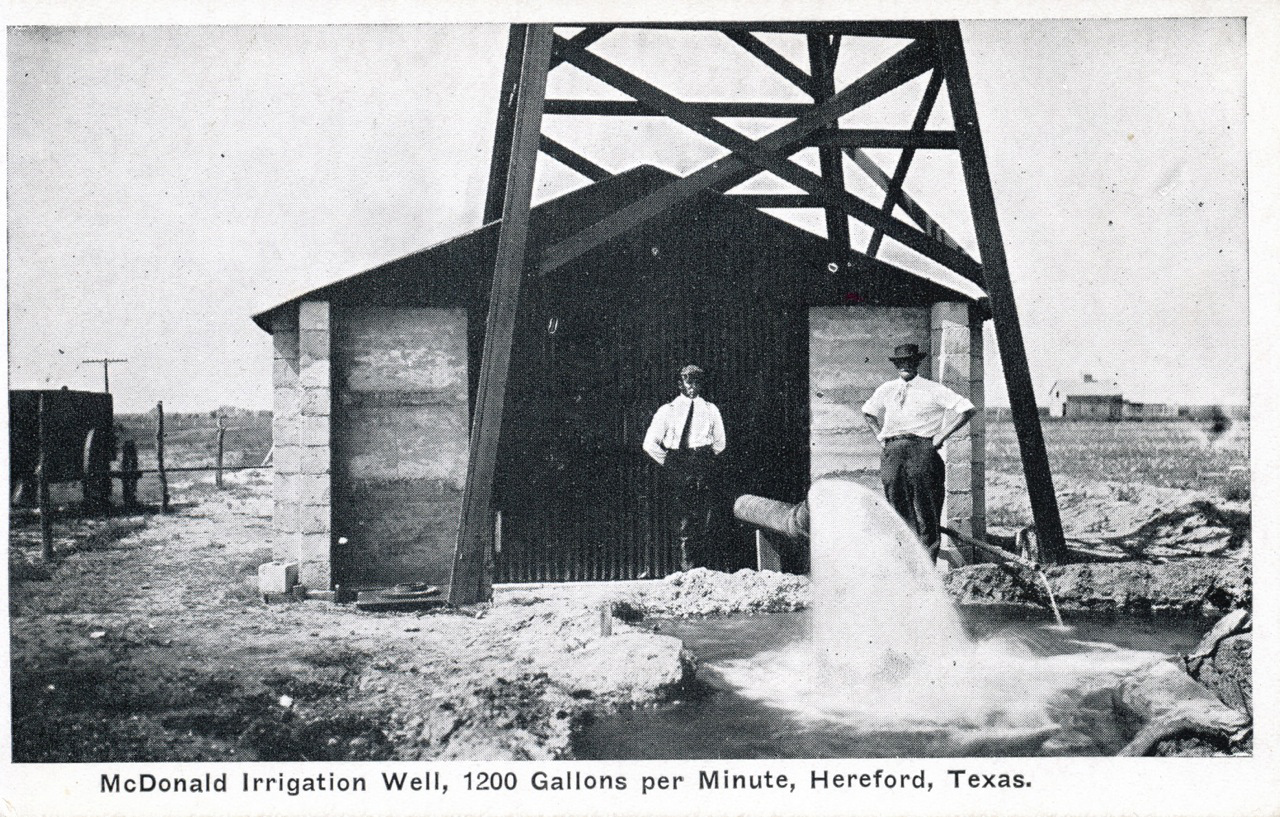 McDonald Irrigation Well, 1200 Gallons per Minute, Hereford, Texas.